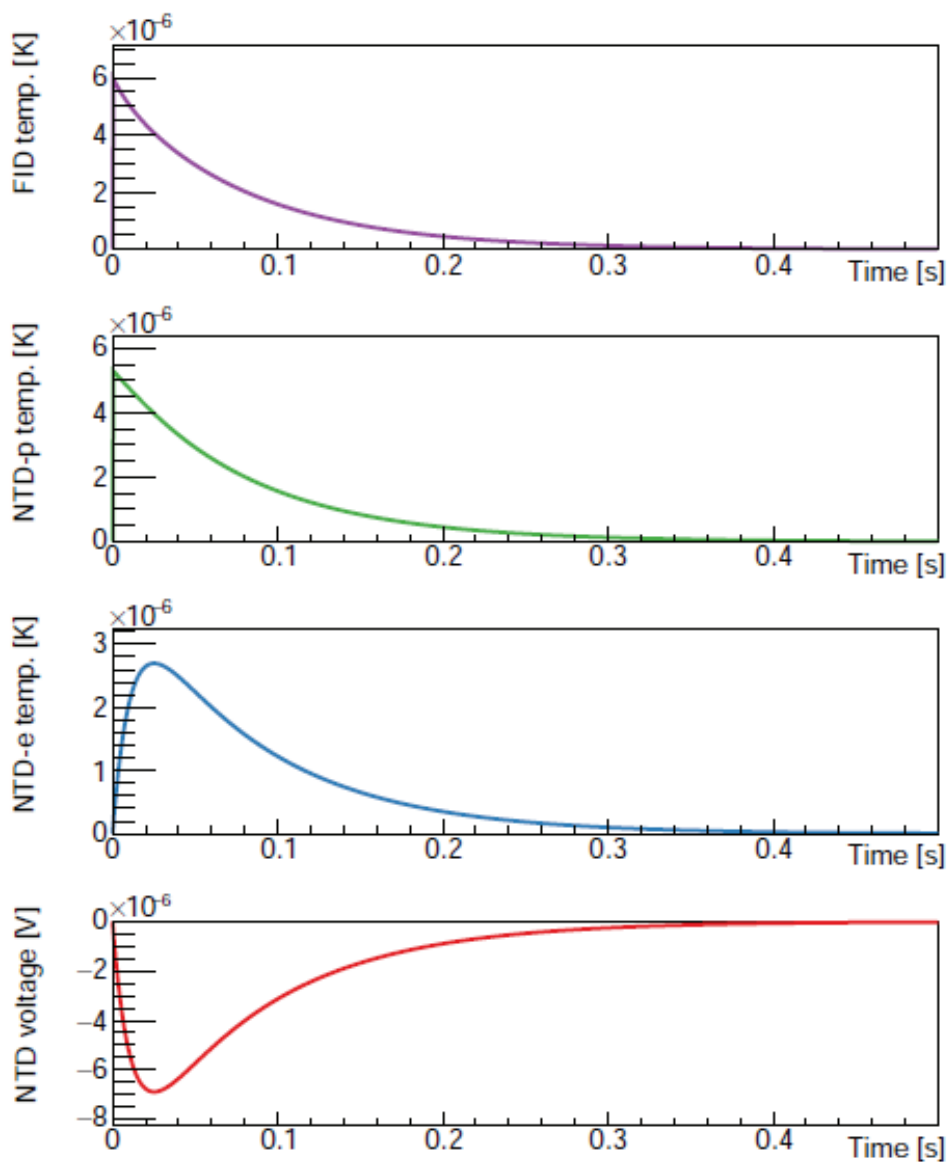 ×10⁻⁶
FID temp. [K]
6
4
2
0
0 0.1 0.2 0.3 0.4 Time [s]
×10⁻⁶
NTD-p temp. [K]
6
4
2
0
0 0.1 0.2 0.3 0.4 Time [s]
×10⁻⁶
NTD-e temp. [K]
3
2
1
0
0 0.1 0.2 0.3 0.4 Time [s]
×10⁻⁶
NTD voltage [V]
0
−2
−4
−6
−8
0 0.1 0.2 0.3 0.4 Time [s]